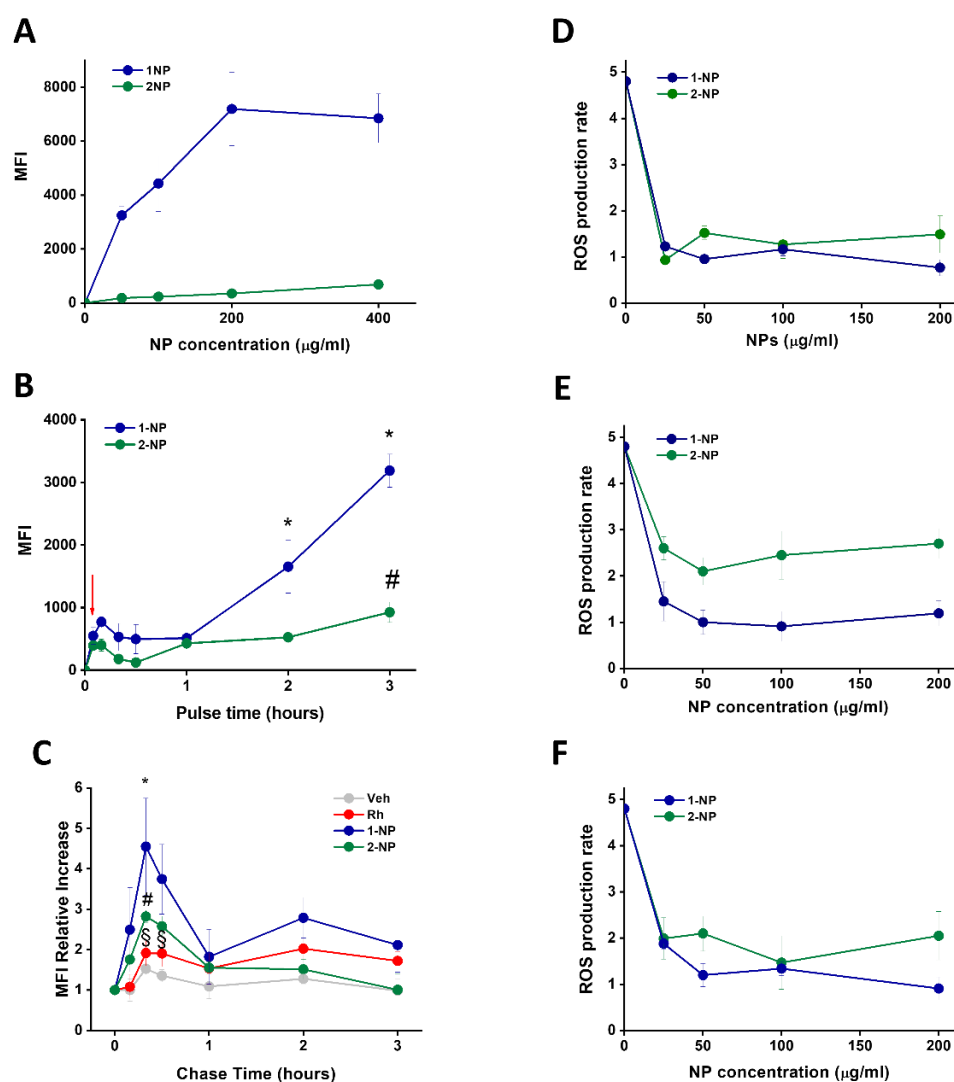 A
1NP
2NP
8000
6000
4000
2000
0
MFI
0 200 400
NP concentration (μg/ml)
B
1-NP
2-NP
4000
3000
2000
1000
0
MFI
* * #
0 1 2 3
Pulse time (hours)
C
Veh
Rh
1-NP
2-NP
6
5
4
3
2
1
0
MFI Relative Increase
*
#
§ §
0 1 2 3
Chase Time (hours)
D
1-NP
2-NP
5
4
3
2
1
0
ROS production rate
0 50 100 150 200
NPs (μg/ml)
E
1-NP
2-NP
5
4
3
2
1
0
ROS production rate
0 50 100 150 200
NP concentration (μg/ml)
F
1-NP
2-NP
5
4
3
2
1
0
ROS production rate
0 50 100 150 200
NP concentration (μg/ml)